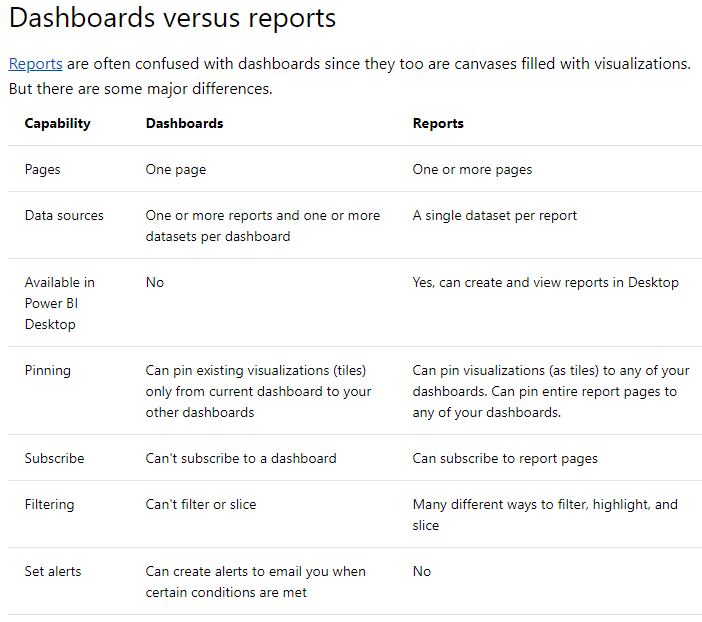 Dashboards versus reports
Reports are often confused with dashboards since they too are canvases filled with visualizations.
But there are some major differences.
Capability Dashboards Reports
Pages One page One or more pages
Data sources One or more reports and one or more A single dataset per report
datasets per dashboard
Available in No Yes, can create and view reports in Desktop
Power BI
Desktop
Pinning Can pin existing visualizations (tiles) Can pin visualizations (as tiles) to any of your
only from current dashboard to your dashboards. Can pin entire report pages to
other dashboards any of your dashboards.
Subscribe Can't subscribe to a dashboard Can subscribe to report pages
Filtering Can't filter or slice Many different ways to filter, highlight, and
slice
Set alerts Can create alerts to email you when No
certain conditions are met